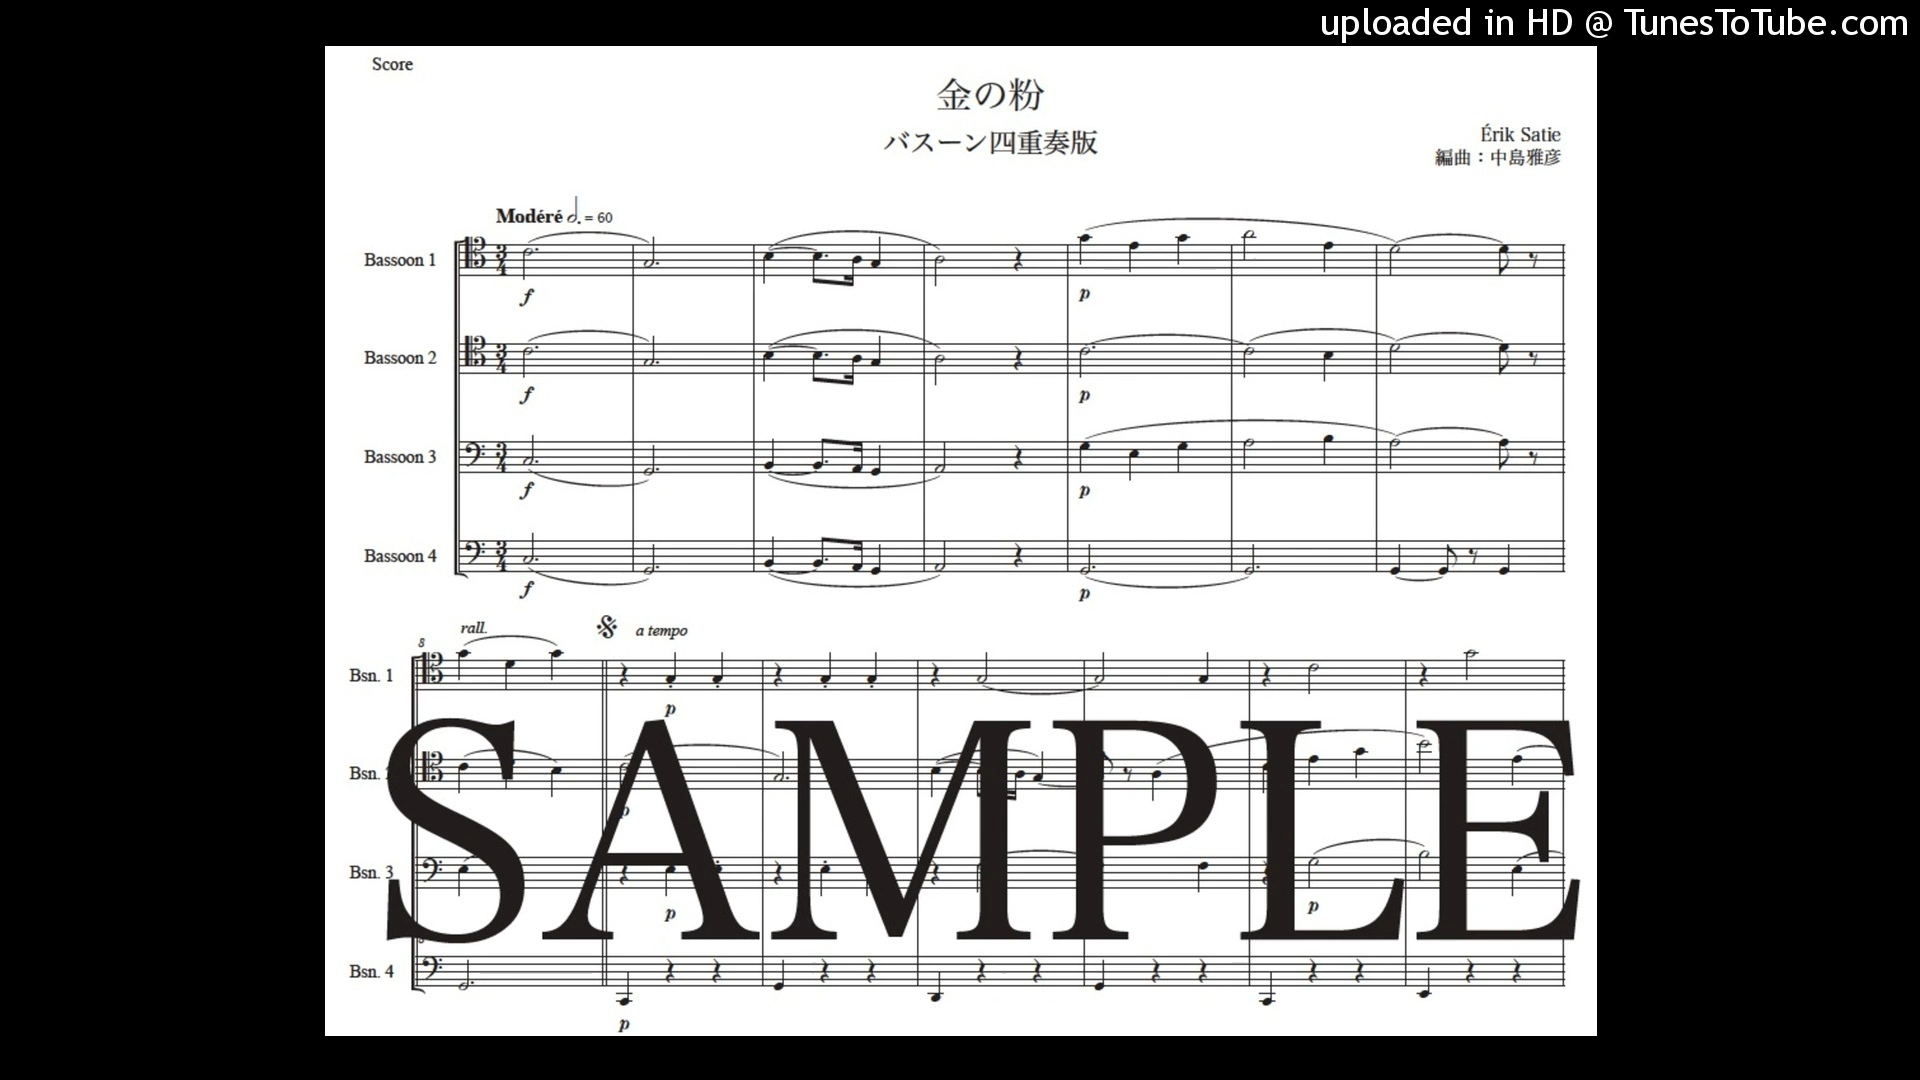 uploaded in HD @ TunesToTube.com
Score
金の粉
バスーン四重奏版
Érik Satie
編曲：中島雅彦
Modéré = 60
Bassoon 1
f
p
Bassoon 2
f
p
Bassoon 3
f
p
Bassoon 4
f
p
rall.
a tempo
8
Bsn. 1
p
SAMPLE
Bsn. 2
p
Bsn. 3
p
p
Bsn. 4
p